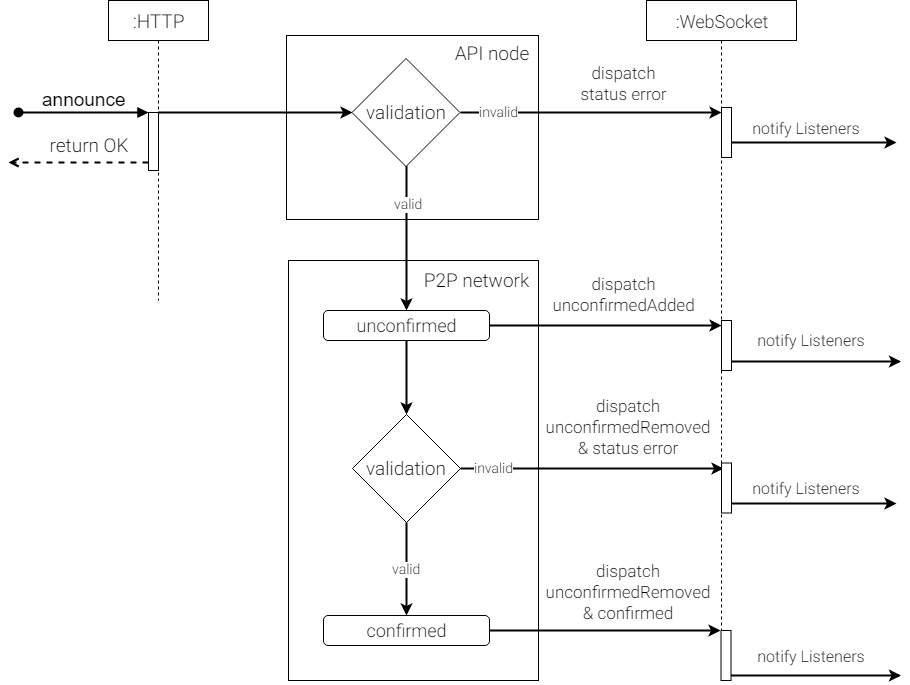 :HTTP
:WebSocket
API node
announce
validation
invalid
dispatch
status error
notify Listeners
return OK
valid
P2P network
dispatch
unconfirmedAdded
unconfirmed
notify Listeners
dispatch
unconfirmedRemoved
& status error
validation
invalid
notify Listeners
valid
dispatch
unconfirmedRemoved
& confirmed
confirmed
notify Listeners